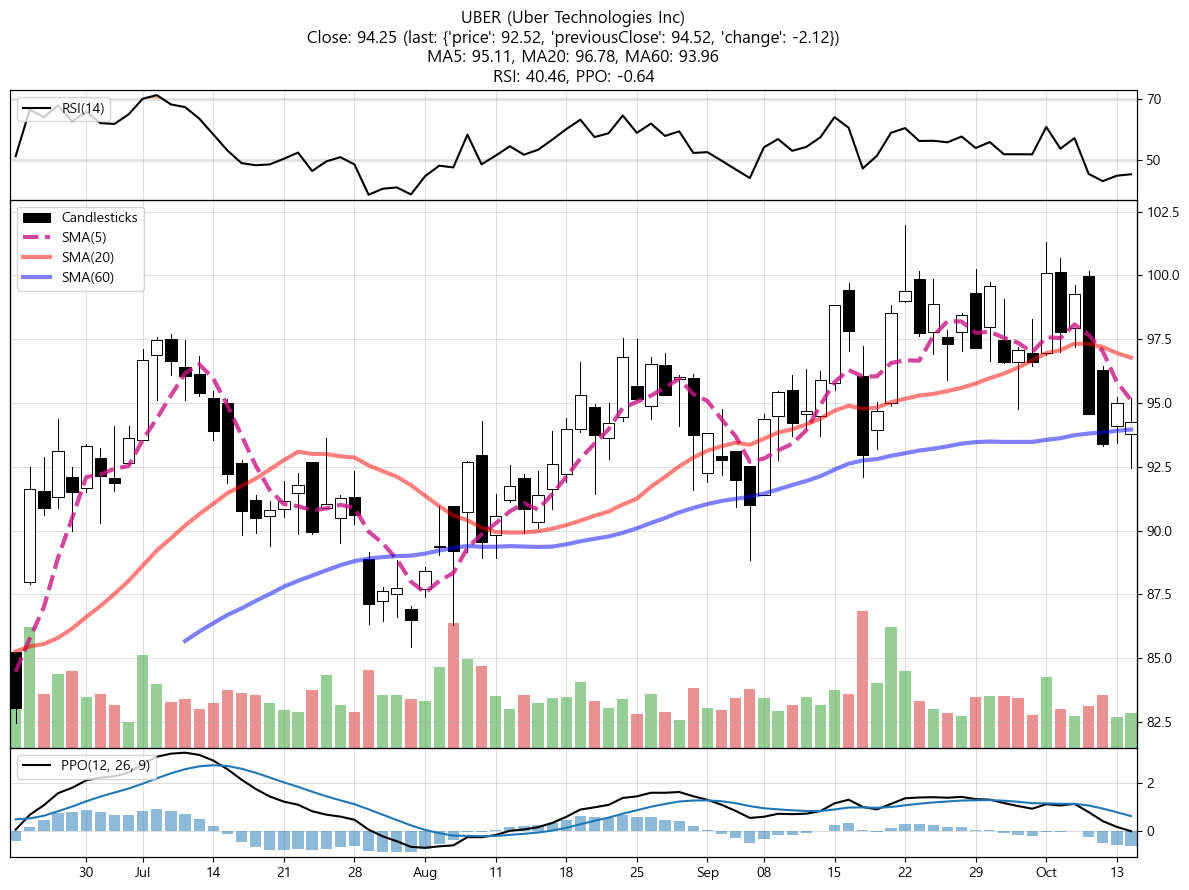 UBER (Uber Technologies Inc)
Close: 94.25 (last: {'price': 92.52, 'previousClose': 94.52, 'change': -2.12})
MA5: 95.11, MA20: 96.78, MA60: 93.96
RSI: 40.46, PPO: -0.64
RSI(14)
70
50
Candlesticks
SMA(5)
SMA(20)
SMA(60)
102.5
100.0
97.5
95.0
92.5
90.0
87.5
85.0
82.5
PPO(12, 26, 9)
2
0
30 Jul 14 21 28 Aug 11 18 25 Sep 08 15 22 29 Oct 13